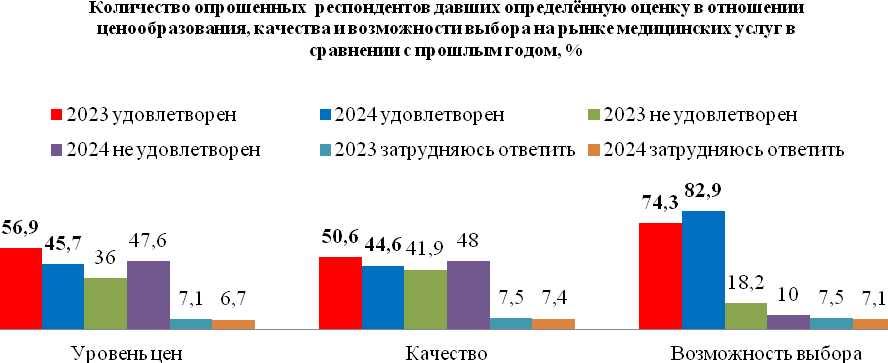 Количество опрошенных респондентов давших определённую оценку в отношении
ценообразования, качества и возможности выбора на рынке медицинских услуг в
сравнении с прошлым годом, %
2023 удовлетворен 2024 удовлетворен 2023 не удовлетворен
2024 не удовлетворен 2023 затрудняюсь ответить 2024 затрудняюсь ответить
56,9 45,7 36 47,6 7,1 6,7
50,6 44,6 41,9 48 7,5 7,4
74,3 82,9 18,2 10 7,5 7,1
Уровень цен Качество Возможность выбора